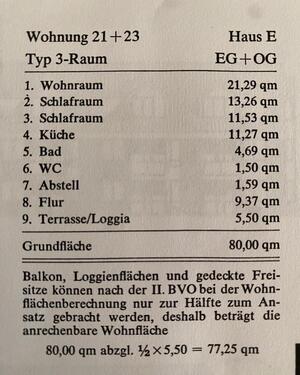 Wohnung 21+23 Haus E
Typ 3-Raum EG+OG
1. Wohnraum 21,29 qm
2. Schlafraum 13,26 qm
3. Schlafraum 11,53 qm
4. Küche 11,27 qm
5. Bad 4,69 qm
6. WC 1,50 qm
7. Abstell 1,59 qm
8. Flur 9,37 qm
9. Terrasse/Loggia 5,50 qm
Grundfläche 80,00 qm
Balkon, Loggienflächen und gedeckte Frei-
sitze können nach der II. BVO bei der Wohn-
flächenberechnung nur zur Hälfte zum An-
satz gebracht werden, deshalb beträgt die
anrechenbare Wohnfläche
80,00 qm abzgl. ½×5,50 = 77,25 qm